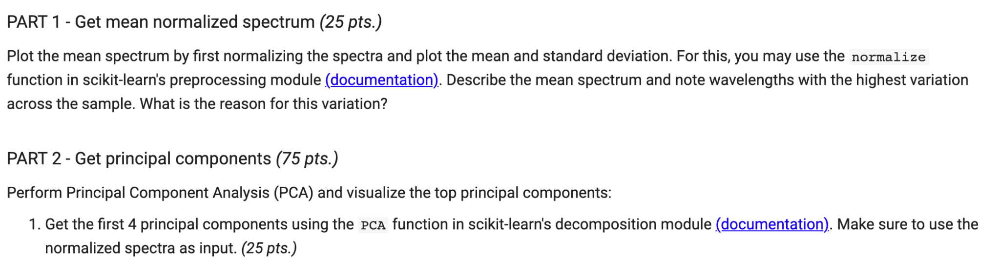 PART 1 - Get mean normalized spectrum (25 pts.)
Plot the mean spectrum by first normalizing the spectra and plot the mean and standard deviation. For this, you may use the normalize
function in scikit-learn's preprocessing module (documentation). Describe the mean spectrum and note wavelengths with the highest variation
across the sample. What is the reason for this variation?
PART 2 - Get principal components (75 pts.)
Perform Principal Component Analysis (PCA) and visualize the top principal components:
1. Get the first 4 principal components using the PCA function in scikit-learn's decomposition module (documentation). Make sure to use the
normalized spectra as input. (25 pts.)